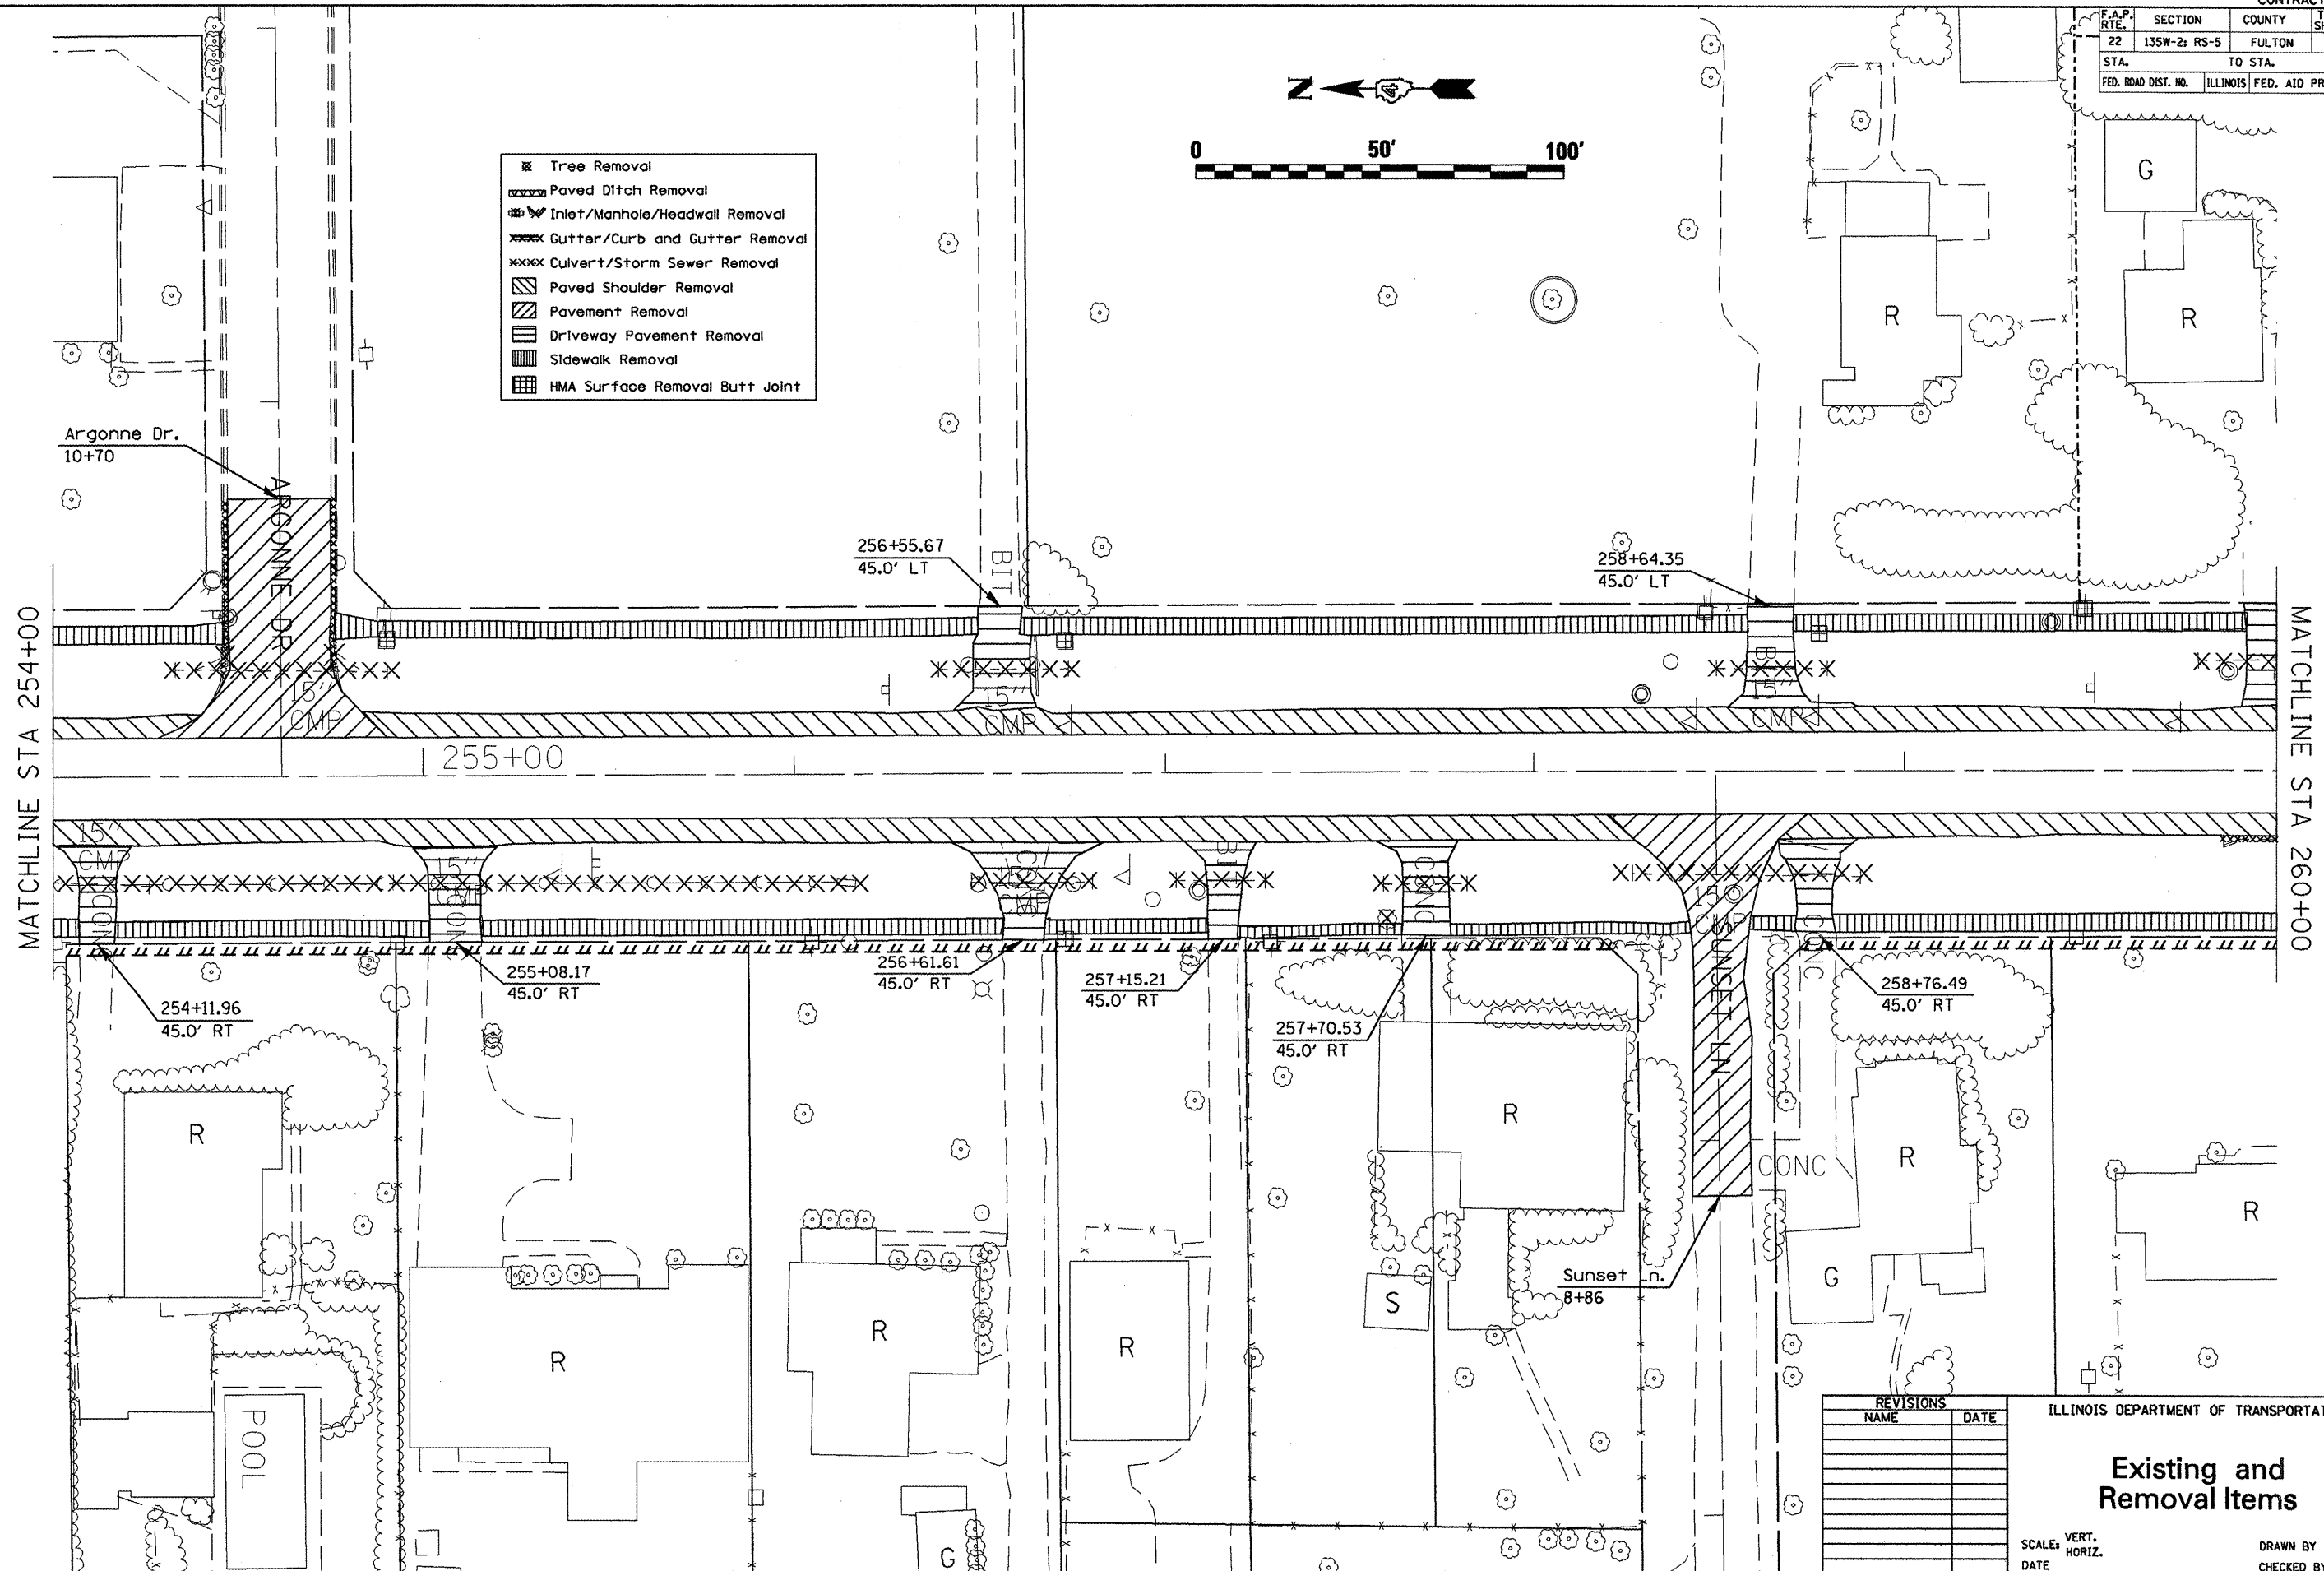 CONTRACT
F.A.P. RTE. SECTION COUNTY
22 135W-2; RS-5 FULTON
STA. TO STA.
FED. ROAD DIST. NO. ILLINOIS FED. AID PR
N
0 50' 100'
Tree Removal
Paved Ditch Removal
Inlet/Manhole/Headwall Removal
Gutter/Curb and Gutter Removal
Culvert/Storm Sewer Removal
Paved Shoulder Removal
Pavement Removal
Driveway Pavement Removal
Sidewalk Removal
HMA Surface Removal Butt Joint
G
R
R
Argonne Dr.
10+70
ARGONNE DR
256+55.67
45.0' LT
BIT
258+64.35
45.0' LT
MATCHLINE STA 254+00
MATCHLINE STA 260+00
15"
CMP
15"
CMP
15"
CMP
255+00
15"
CMP
15"
CMP
CONC
CONC
CONC
SUNSET LN
254+11.96
45.0' RT
255+08.17
45.0' RT
256+61.61
45.0' RT
257+15.21
45.0' RT
257+70.53
45.0' RT
258+76.49
45.0' RT
R
R
R
R
R
R
R
CONC
S
G
G
POOL
Sunset Ln.
8+86
REVISIONS
NAME DATE
ILLINOIS DEPARTMENT OF TRANSPORTAT
Existing and
Removal Items
SCALE: VERT.
HORIZ.
DATE
DRAWN BY
CHECKED BY